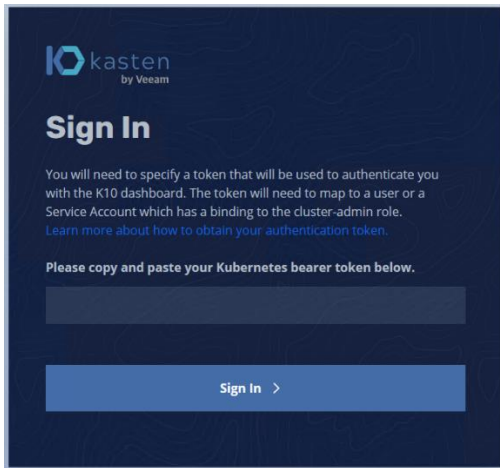 kasten
by Veeam
Sign In
You will need to specify a token that will be used to authenticate you
with the K10 dashboard. The token will need to map to a user or a
Service Account which has a binding to the cluster-admin role.
Learn more about how to obtain your authentication token.
Please copy and paste your Kubernetes bearer token below.
Sign In >